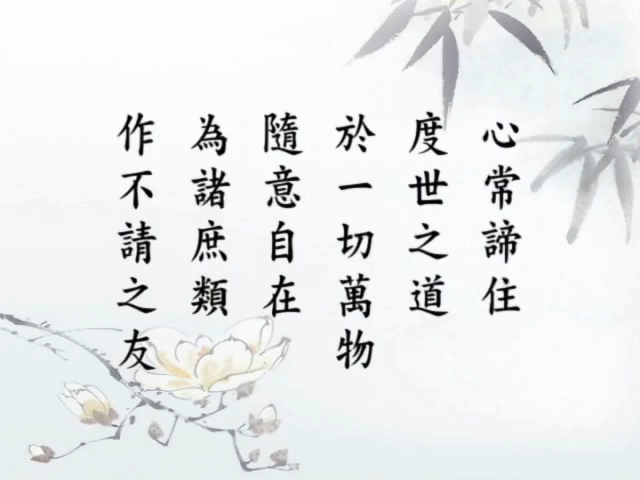 心常諦住
度世之道
於一切萬物
隨意自在
為諸庶類
作不請之友